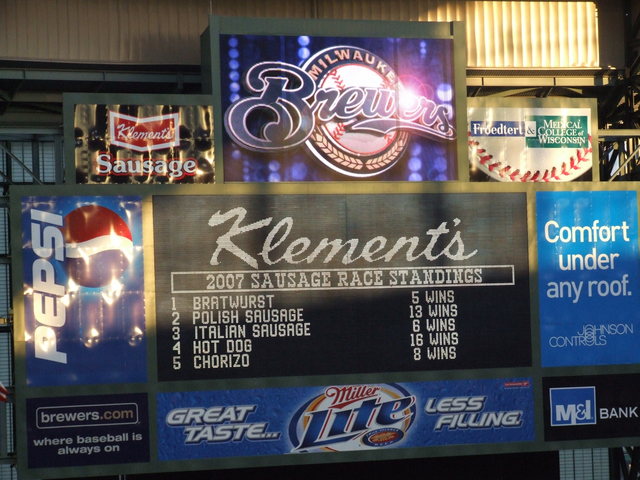 MILWAUKEE
Brewers
Klement's
Sausage
Froedtert & MEDICAL
COLLEGE of
WISCONSIN
PEPSI
Klement's
2007 SAUSAGE RACE STANDINGS
1 BRATWURST 5 WINS
2 POLISH SAUSAGE 13 WINS
3 ITALIAN SAUSAGE 6 WINS
4 HOT DOG 16 WINS
5 CHORIZO 8 WINS
Comfort
under
any roof.
JOHNSON
CONTROLS
brewers.com
where baseball is
always on
GREAT
TASTE...
Miller
Lite
LESS
FILLING.
M&I BANK